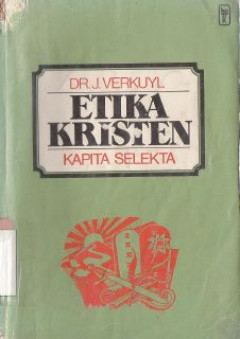 DR. J. VERKUYL
ETIKA
KRISTEN
KAPITA SELEKTA